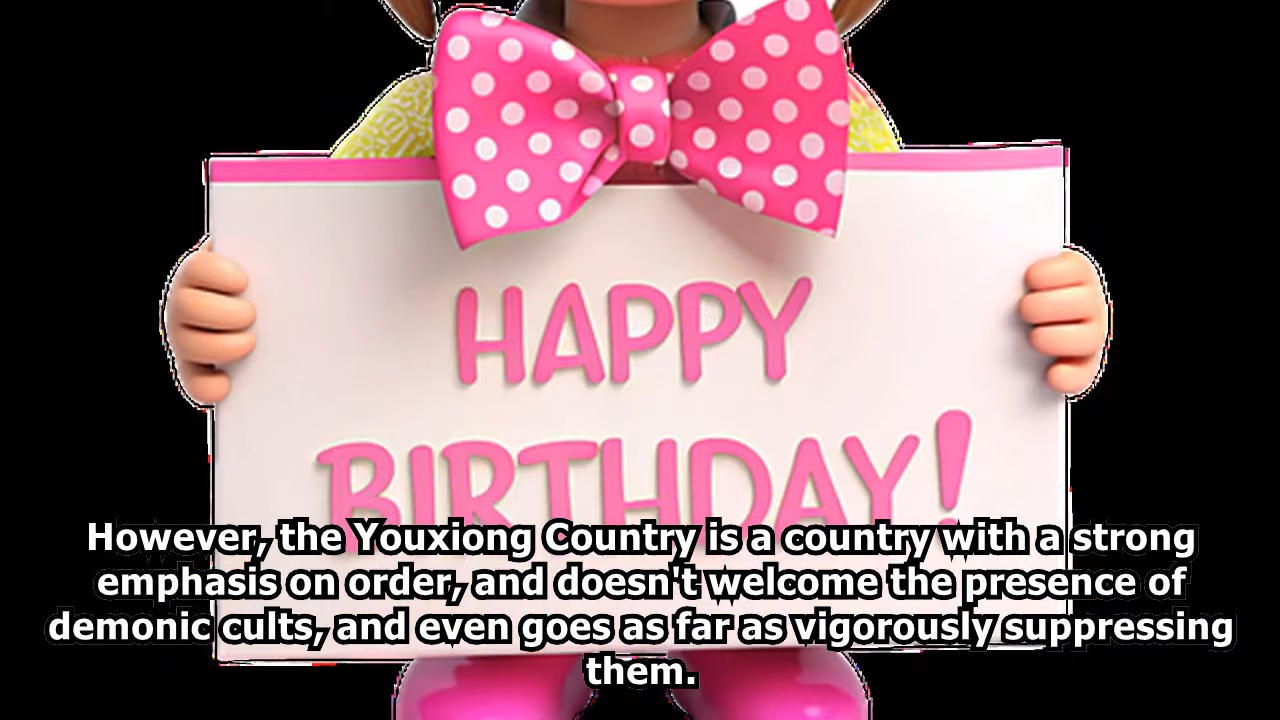 HAPPY
BIRTHDAY!
However, the Youxiong Country is a country with a strong
emphasis on order, and doesn't welcome the presence of
demonic cults, and even goes as far as vigorously suppressing
them.